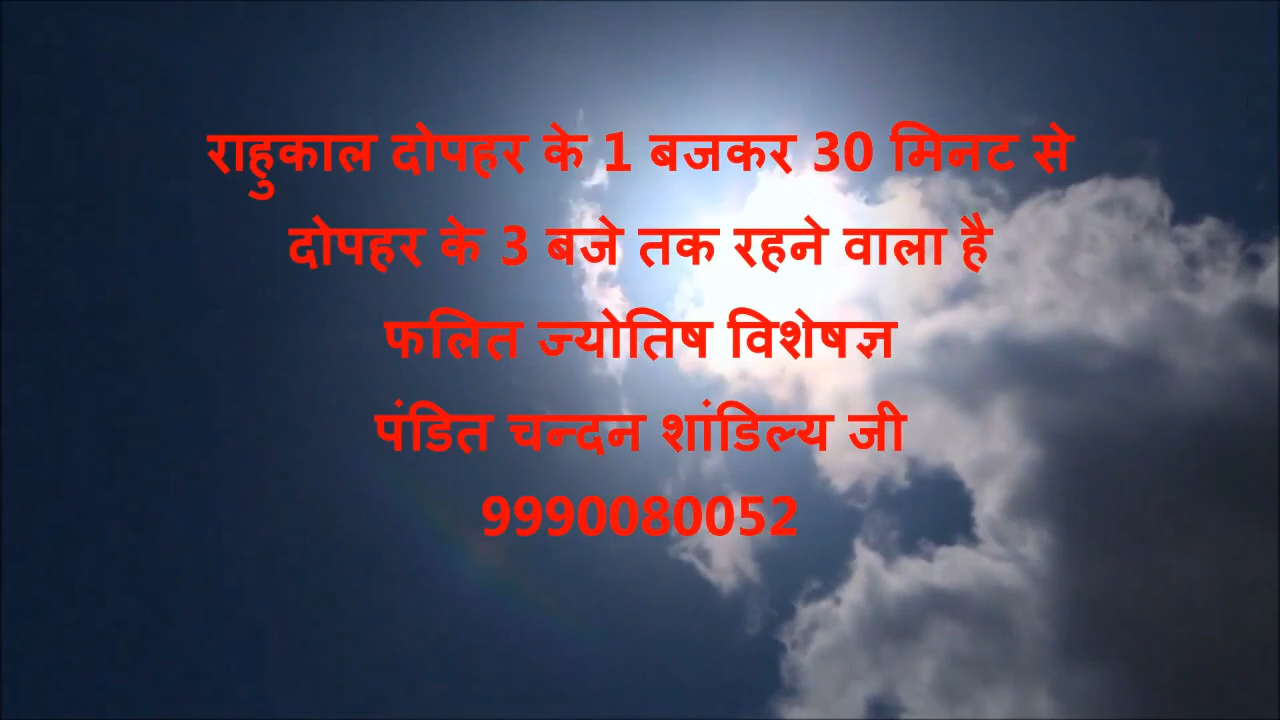 राहुकाल दोपहर के 1 बजकर 30 मिनट से
दोपहर के 3 बजे तक रहने वाला है
फलित ज्योतिष विशेषज्ञ
पंडित चन्दन शांडिल्य जी
9990080052